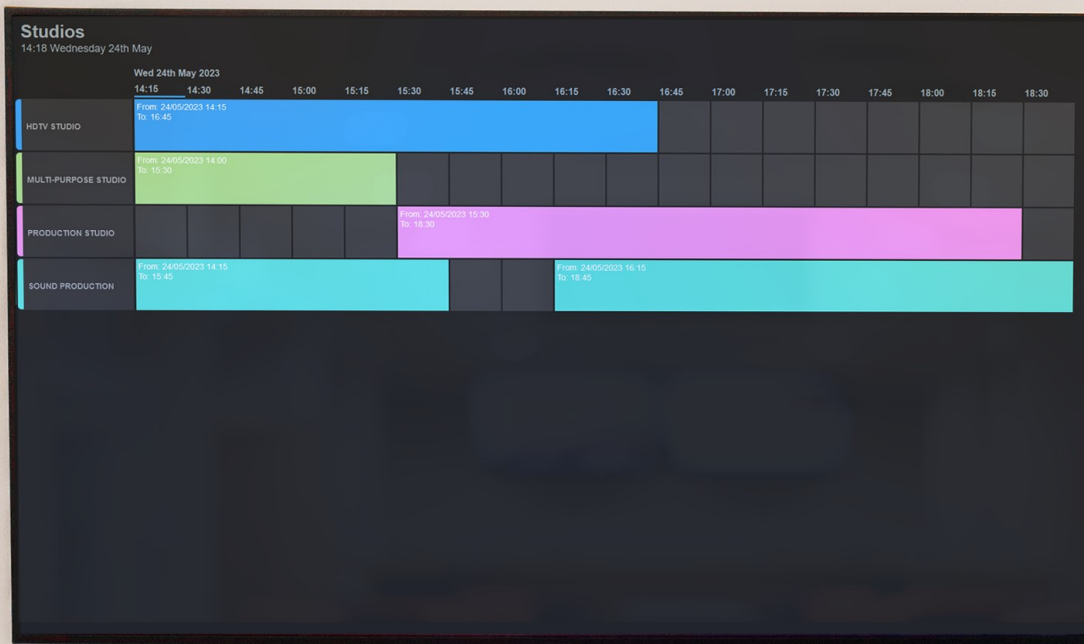 Studios
14:18 Wednesday 24th May
Wed 24th May 2023
14:15 14:30 14:45 15:00 15:15 15:30 15:45 16:00 16:15 16:30 16:45 17:00 17:15 17:30 17:45 18:00 18:15 18:30
HDTV STUDIO
From: 24/05/2023 14:15
To: 16:45
MULTI-PURPOSE STUDIO
From: 24/05/2023 14:00
To: 15:30
PRODUCTION STUDIO
From: 24/05/2023 15:30
To: 18:30
SOUND PRODUCTION
From: 24/05/2023 14:15
To: 15:45
From: 24/05/2023 16:15
To: 18:45